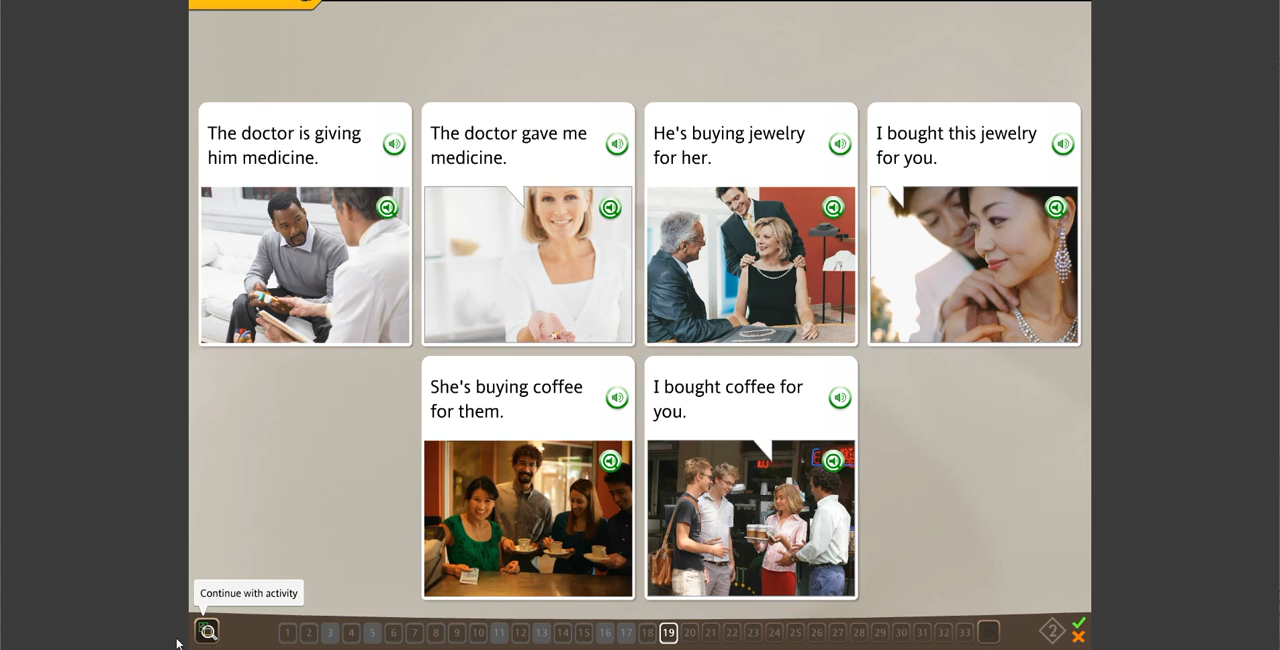 The doctor is giving
him medicine.
The doctor gave me
medicine.
He's buying jewelry
for her.
I bought this jewelry
for you.
She's buying coffee
for them.
I bought coffee for
you.
Continue with activity
1 2 3 4 5 6 7 8 9 10 11 12 13 14 15 16 17 18 19 20 21 22 23 24 25 26 27 28 29 30 31 32 33
2